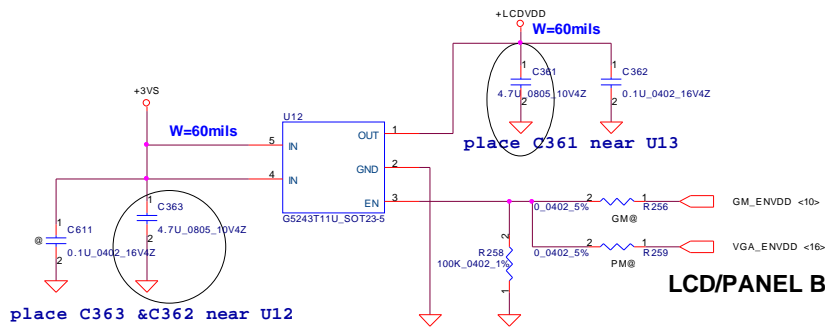 +LCDVDD
W=60mils
+3VS
1
C361
1
C362
4.7U_0805_10V4Z
0.1U_0402_16V4Z
2
2
U12
W=60mils
OUT
1
place C361 near U13
5
IN
GND
2
4
IN
EN
3
2
1
GM_ENVDD <10>
1
C363
G5243T11U_SOT23-5
0_0402_5%
R256
1
C611
4.7U_0805_10V4Z
GM@
@
2
2
R258
2
1
VGA_ENVDD <16>
2
0.1U_0402_16V4Z
100K_0402_1%
0_0402_5%
R259
PM@
1
LCD/PANEL B
place C363 &C362 near U12